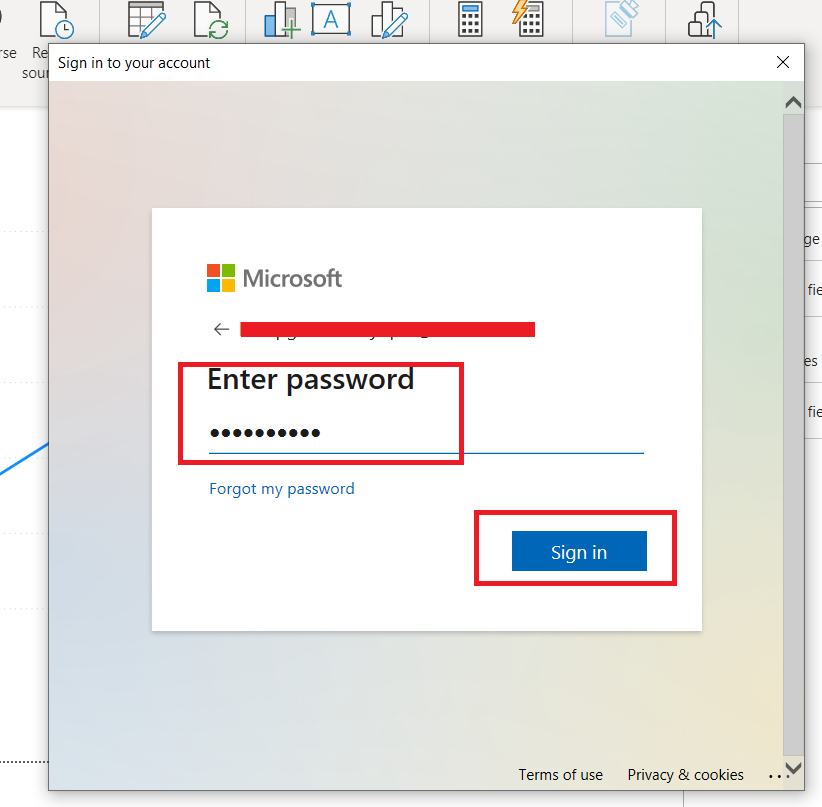 rse
Re
sour
Sign in to your account
A
ge
fie
es
fie
Microsoft
Enter password
••••••••••
Forgot my password
Sign in
Terms of use
Privacy & cookies
...